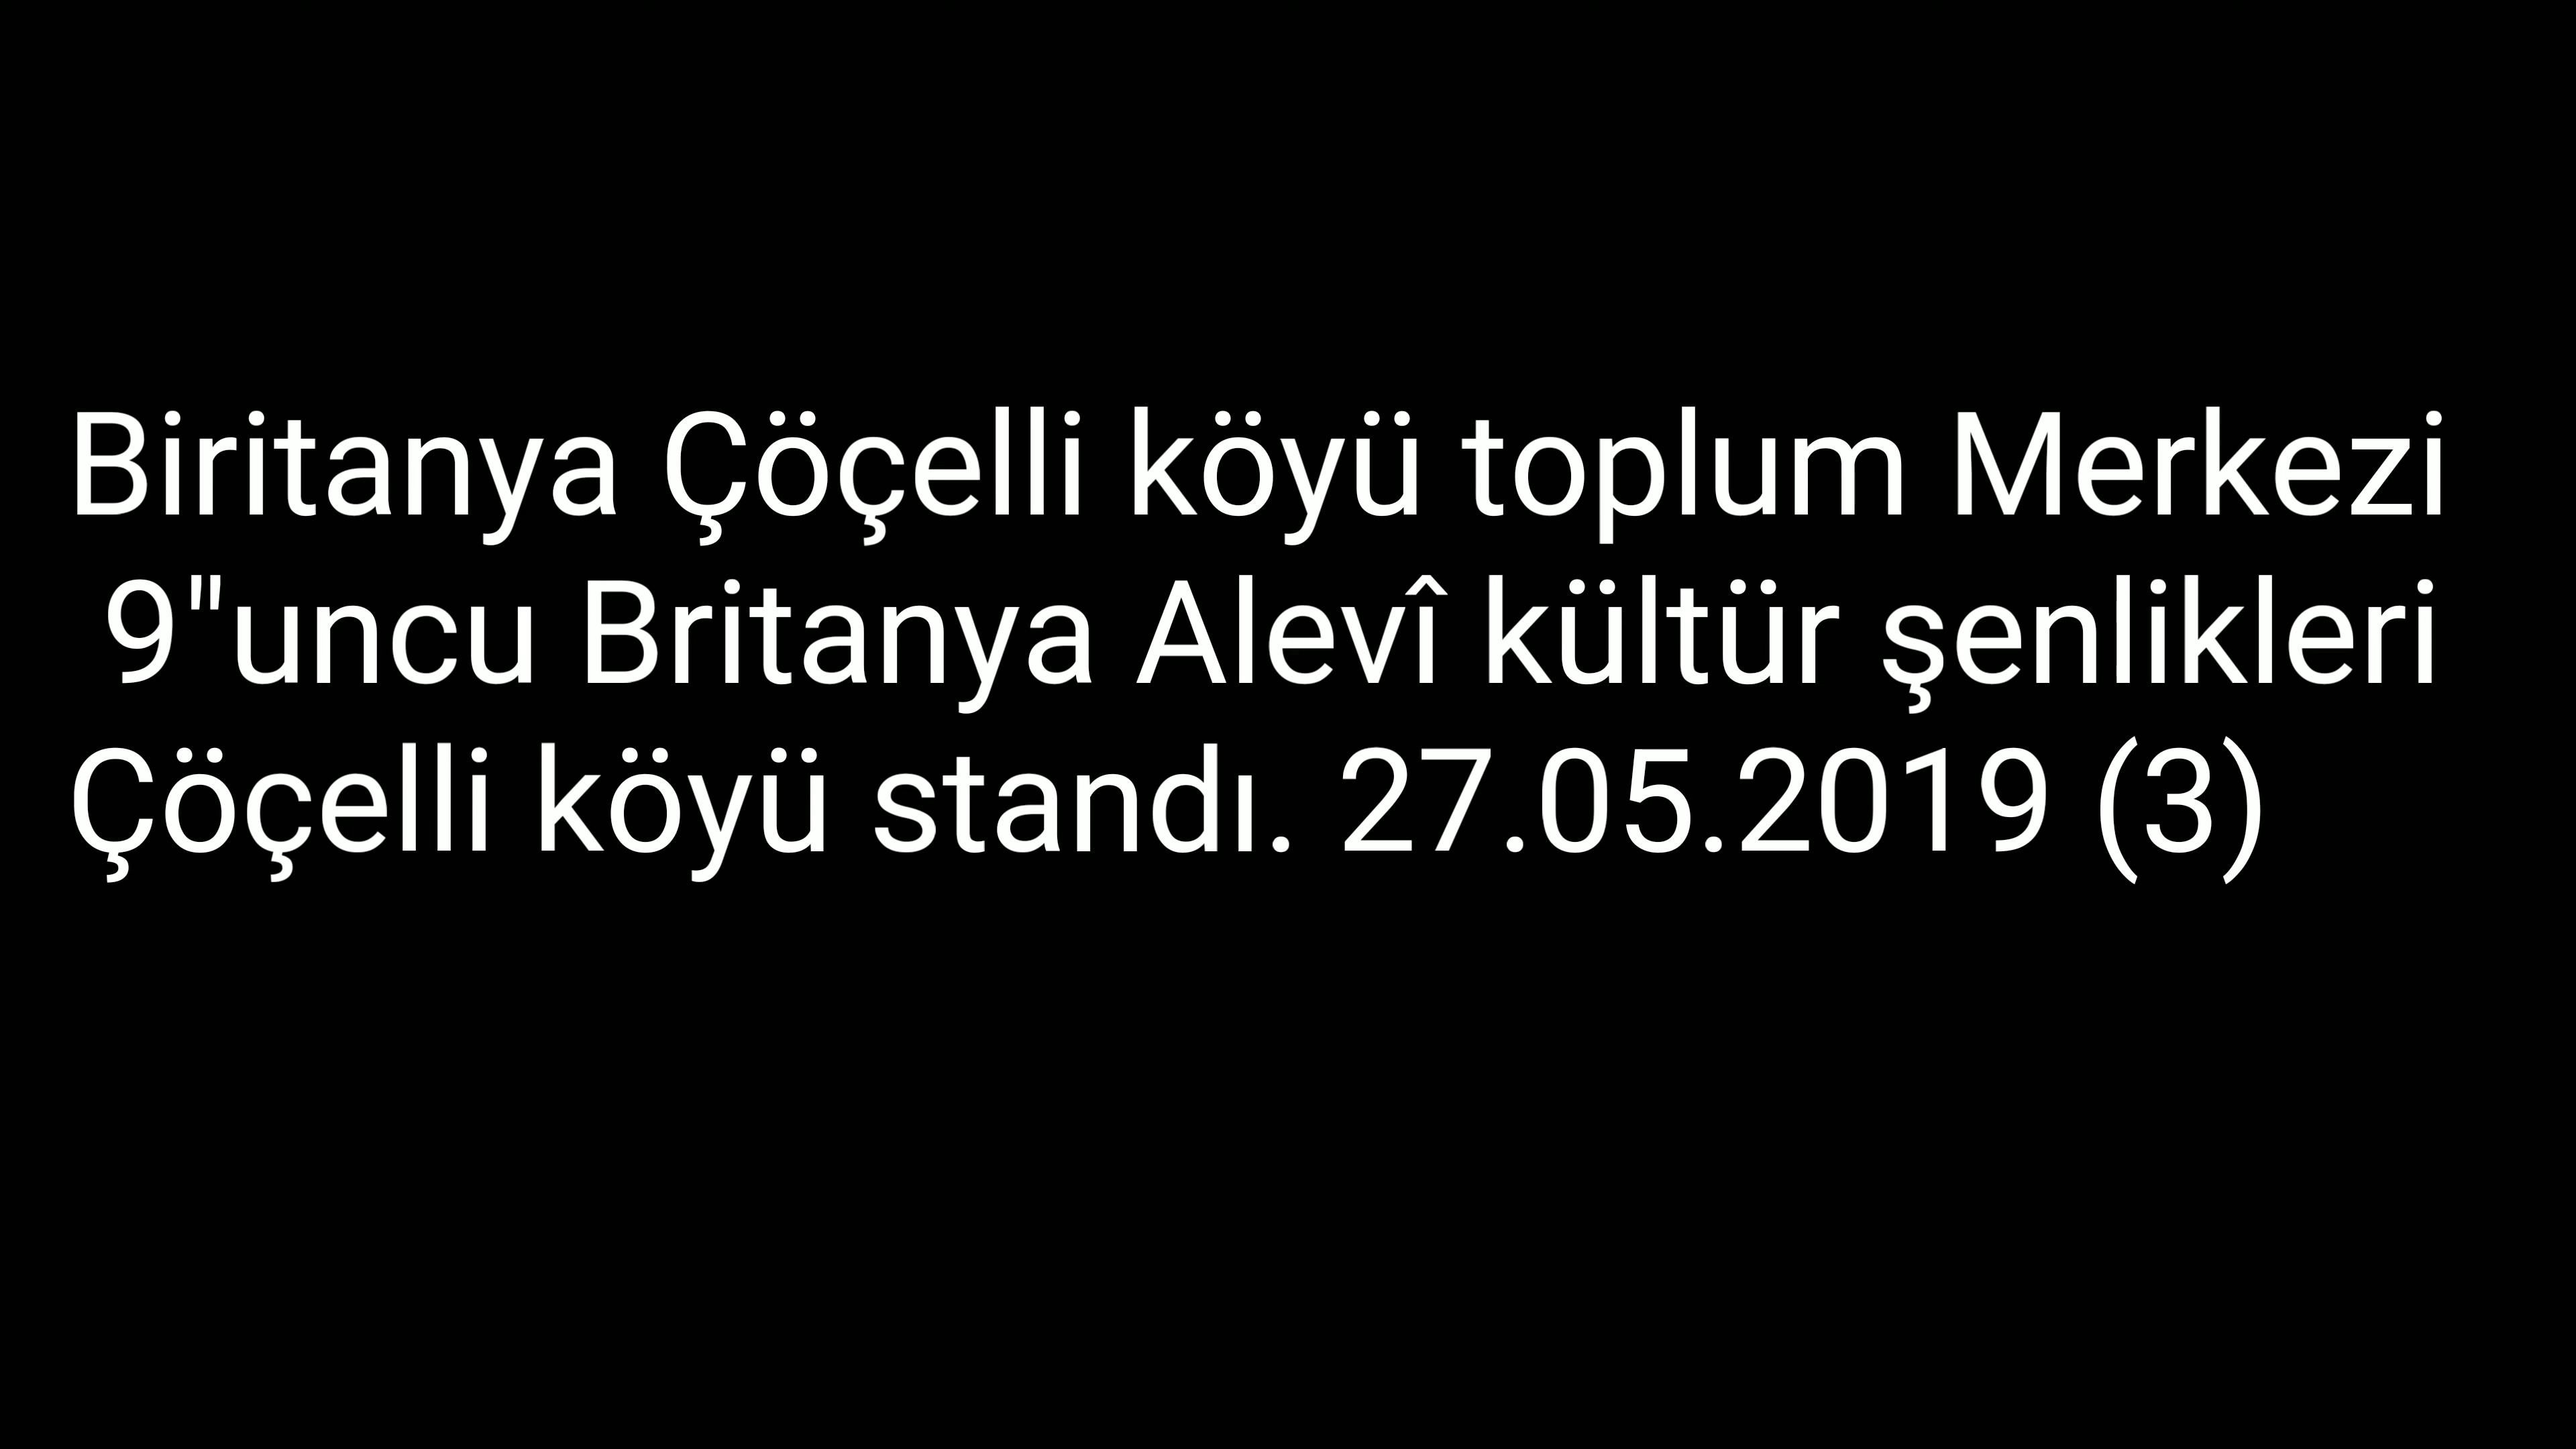 Biritanya Çöçelli köyü toplum Merkezi
9"uncu Britanya Alevî kültür şenlikleri
Çöçelli köyü standı. 27.05.2019 (3)